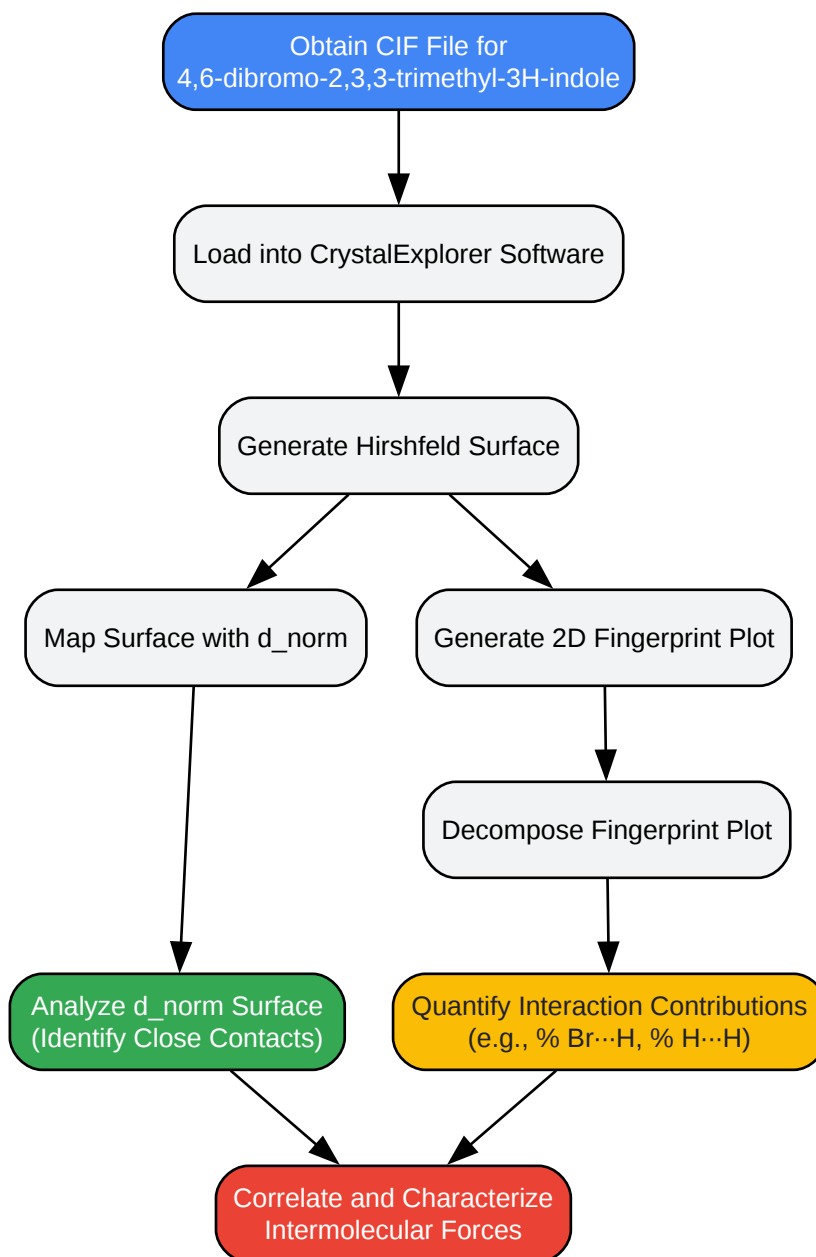 Obtain CIF File for
4,6-dibromo-2,3,3-trimethyl-3H-indole
Load into CrystalExplorer Software
Generate Hirshfeld Surface
Map Surface with d_norm
Generate 2D Fingerprint Plot
Decompose Fingerprint Plot
Analyze d_norm Surface
(Identify Close Contacts)
Quantify Interaction Contributions
(e.g., % Br···H, % H···H)
Correlate and Characterize
Intermolecular Forces